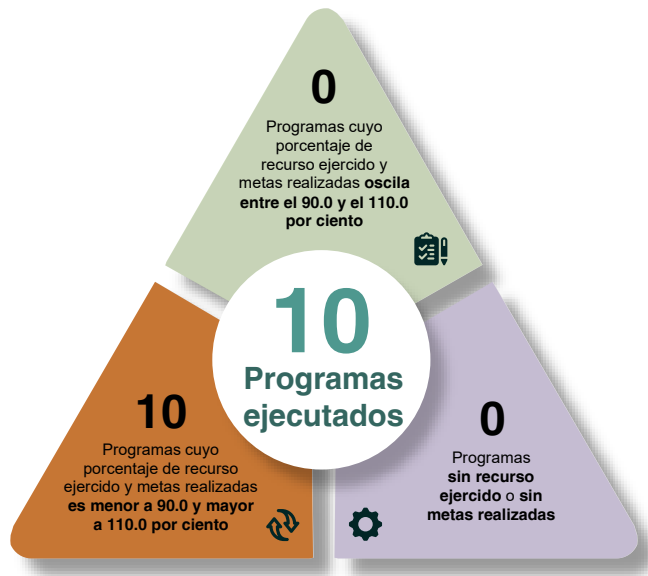 0
Programas cuyo
porcentaje de
recurso ejercido y
metas realizadas oscila
entre el 90.0 y el 110.0
por ciento
10
Programas
ejecutados
10
Programas cuyo
porcentaje de recurso
ejercido y metas realizadas
es menor a 90.0 y mayor
a 110.0 por ciento
0
Programas
sin recurso
ejercido o sin
metas realizadas